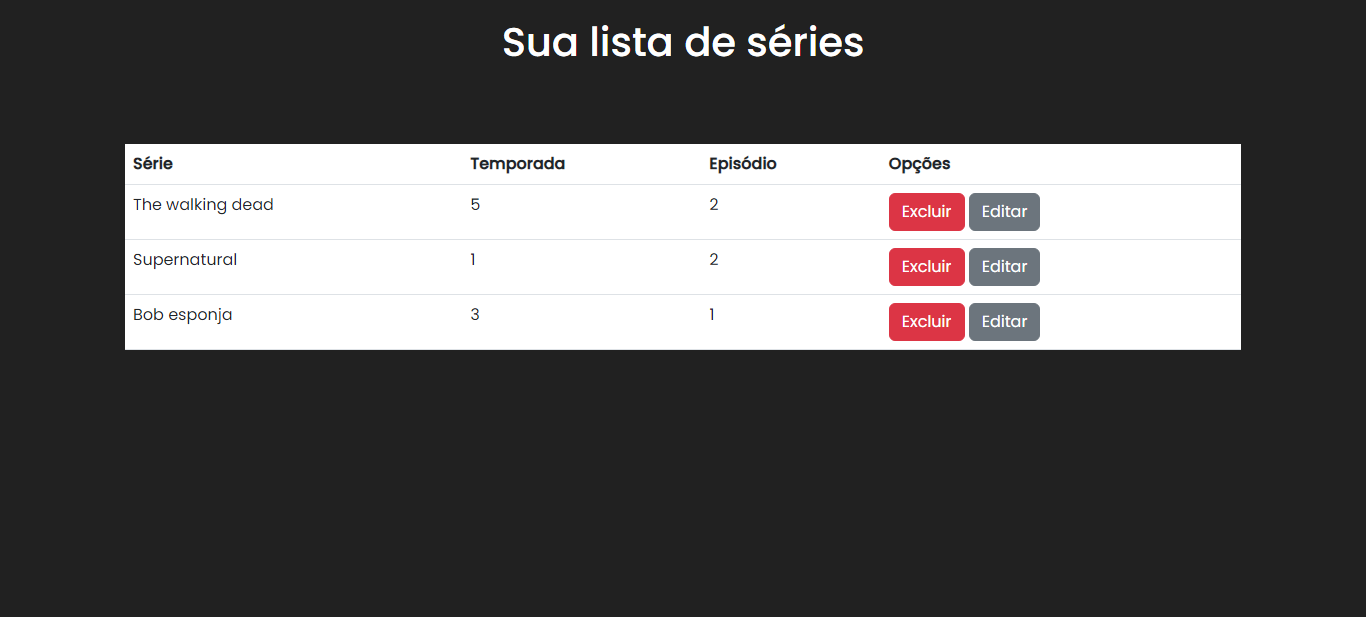 Sua lista de séries
Série Temporada Episódio Opções
The walking dead 5 2 Excluir Editar
Supernatural 1 2 Excluir Editar
Bob esponja 3 1 Excluir Editar